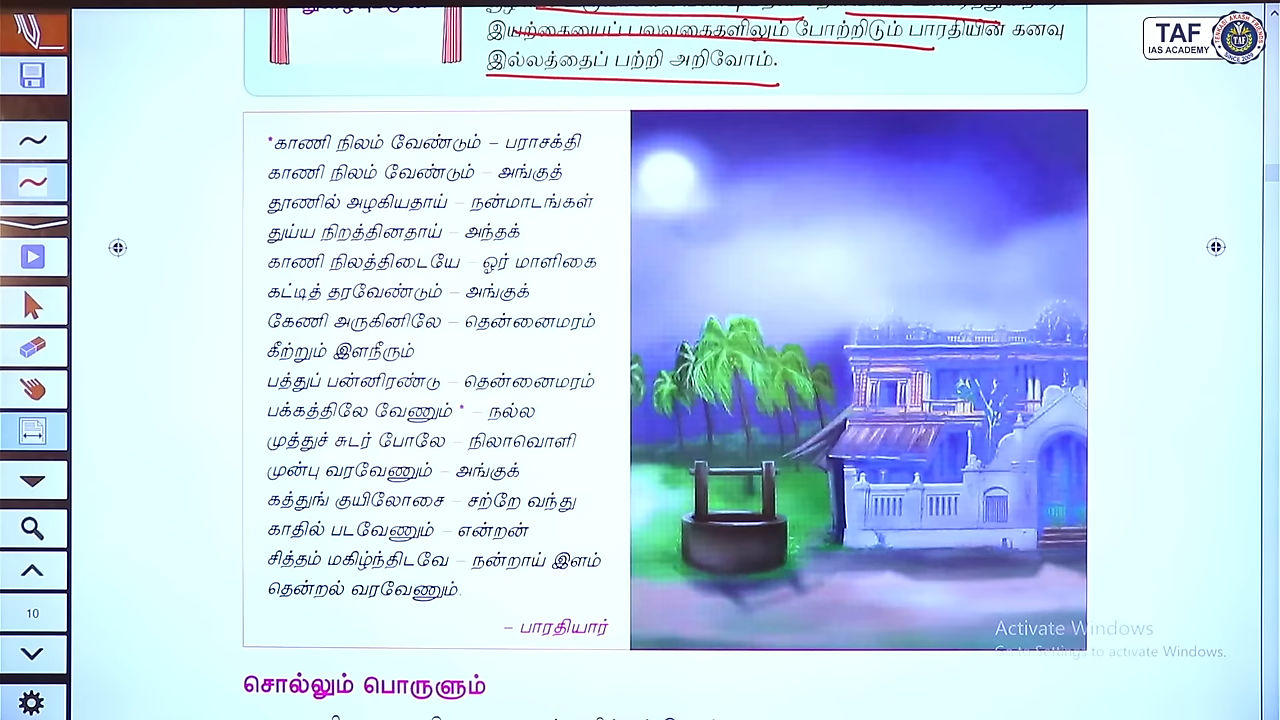 இயற்கையைப் பலவகைகளிலும் போற்றிடும் பாரதியின் கனவு
இல்லத்தைப் பற்றி அறிவோம்.
TAF
IAS ACADEMY
TAF
SINCE 2009
*காணி நிலம் வேண்டும் – பராசக்தி
காணி நிலம் வேண்டும் – அங்குத்
தூணில் அழகியதாய் – நன்மாடங்கள்
துய்ய நிறத்தினதாய் – அந்தக்
காணி நிலத்திடையே – ஓர் மாளிகை
கட்டித் தரவேண்டும் – அங்குக்
கேணி அருகினிலே – தென்னைமரம்
கீற்றும் இளநீரும்
பத்துப் பன்னிரண்டு – தென்னைமரம்
பக்கத்திலே வேணும் * – நல்ல
முத்துச் சுடர் போலே – நிலாவொளி
முன்பு வரவேணும் – அங்குக்
கத்துங் குயிலோசை – சற்றே வந்து
காதில் படவேணும் – என்றன்
சித்தம் மகிழ்ந்திடவே – நன்றாய் இளம்
தென்றல் வரவேணும்.
– பாரதியார்
சொல்லும் பொருளும்
10
Activate Windows
Go to Settings to activate Windows.